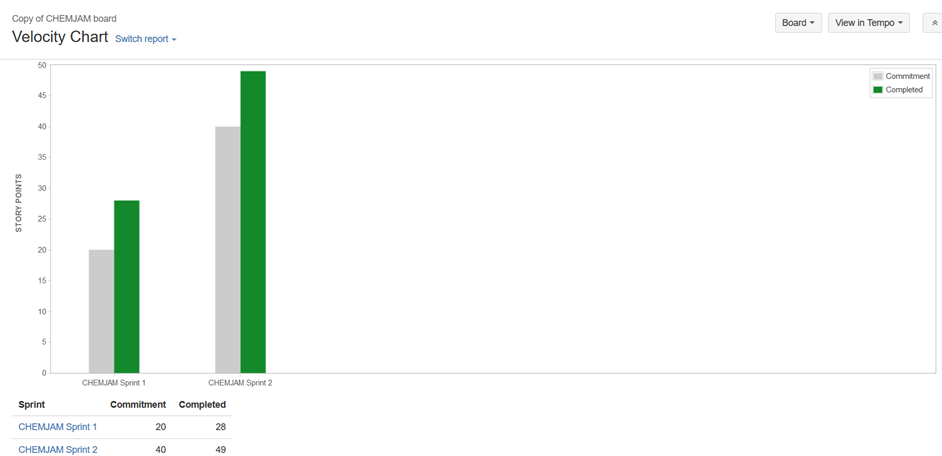 Copy of CHEMJAM board
Velocity Chart Switch report
Board
View in Tempo
50
45
40
35
30
25
20
15
10
5
0
STORY POINTS
Commitment
Completed
CHEMJAM Sprint 1
CHEMJAM Sprint 2
Sprint Commitment Completed
CHEMJAM Sprint 1 20 28
CHEMJAM Sprint 2 40 49